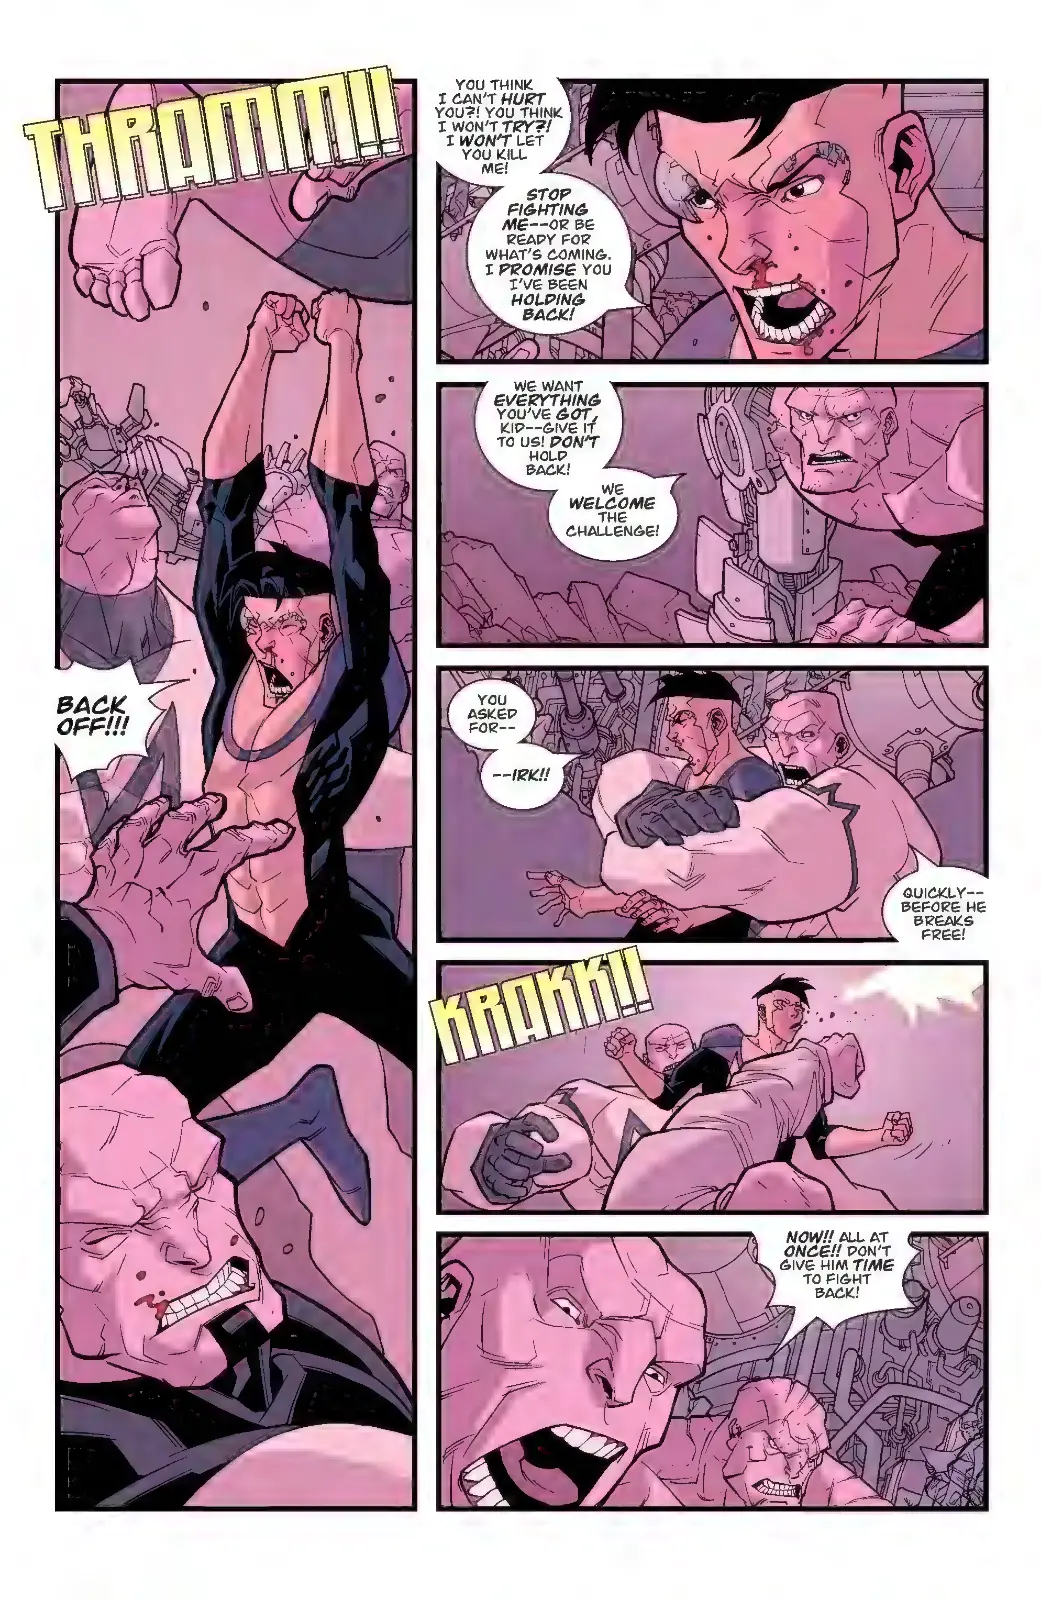 THRAMM!!
BACK
OFF!!!
YOU THINK
I CAN'T HURT
YOU?! YOU THINK
I WON'T TRY?!
I WON'T LET
YOU KILL
ME!
STOP
FIGHTING
ME--OR BE
READY FOR
WHAT'S COMING.
I PROMISE YOU
I'VE BEEN
HOLDING
BACK!
WE WANT
EVERYTHING
YOU'VE GOT,
KID--GIVE IT
TO US! DON'T
HOLD
BACK!
WE
WELCOME
THE
CHALLENGE!
YOU
ASKED
FOR--
--IRK!!
QUICKLY--
BEFORE HE
BREAKS
FREE!
KRAKK!!
NOW!! ALL AT
ONCE!! DON'T
GIVE HIM TIME
TO FIGHT
BACK!